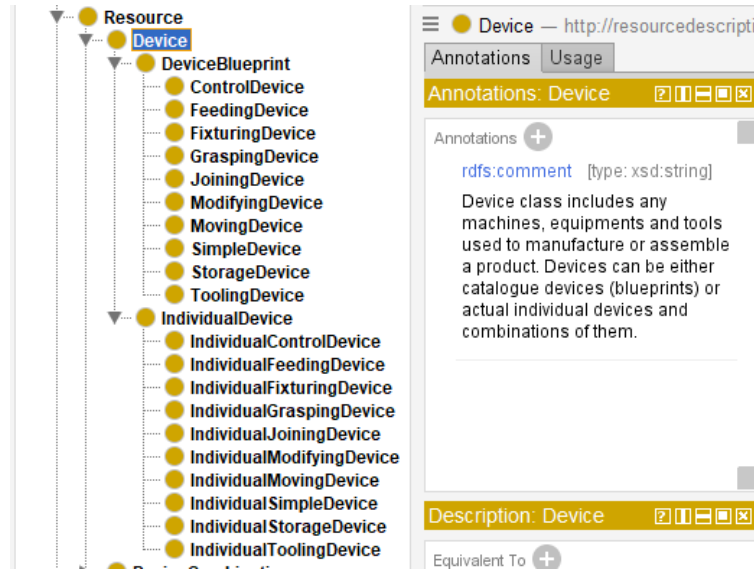 Resource
Device
DeviceBlueprint
ControlDevice
FeedingDevice
FixturingDevice
GraspingDevice
JoiningDevice
ModifyingDevice
MovingDevice
SimpleDevice
StorageDevice
ToolingDevice
IndividualDevice
IndividualControlDevice
IndividualFeedingDevice
IndividualFixturingDevice
IndividualGraspingDevice
IndividualJoiningDevice
IndividualModifyingDevice
IndividualMovingDevice
IndividualSimpleDevice
IndividualStorageDevice
IndividualToolingDevice
Device — http://resourcedescripti
Annotations Usage
Annotations: Device
Annotations
rdfs:comment [type: xsd:string]
Device class includes any
machines, equipments and tools
used to manufacture or assemble
a product. Devices can be either
catalogue devices (blueprints) or
actual individual devices and
combinations of them.
Description: Device
Equivalent To